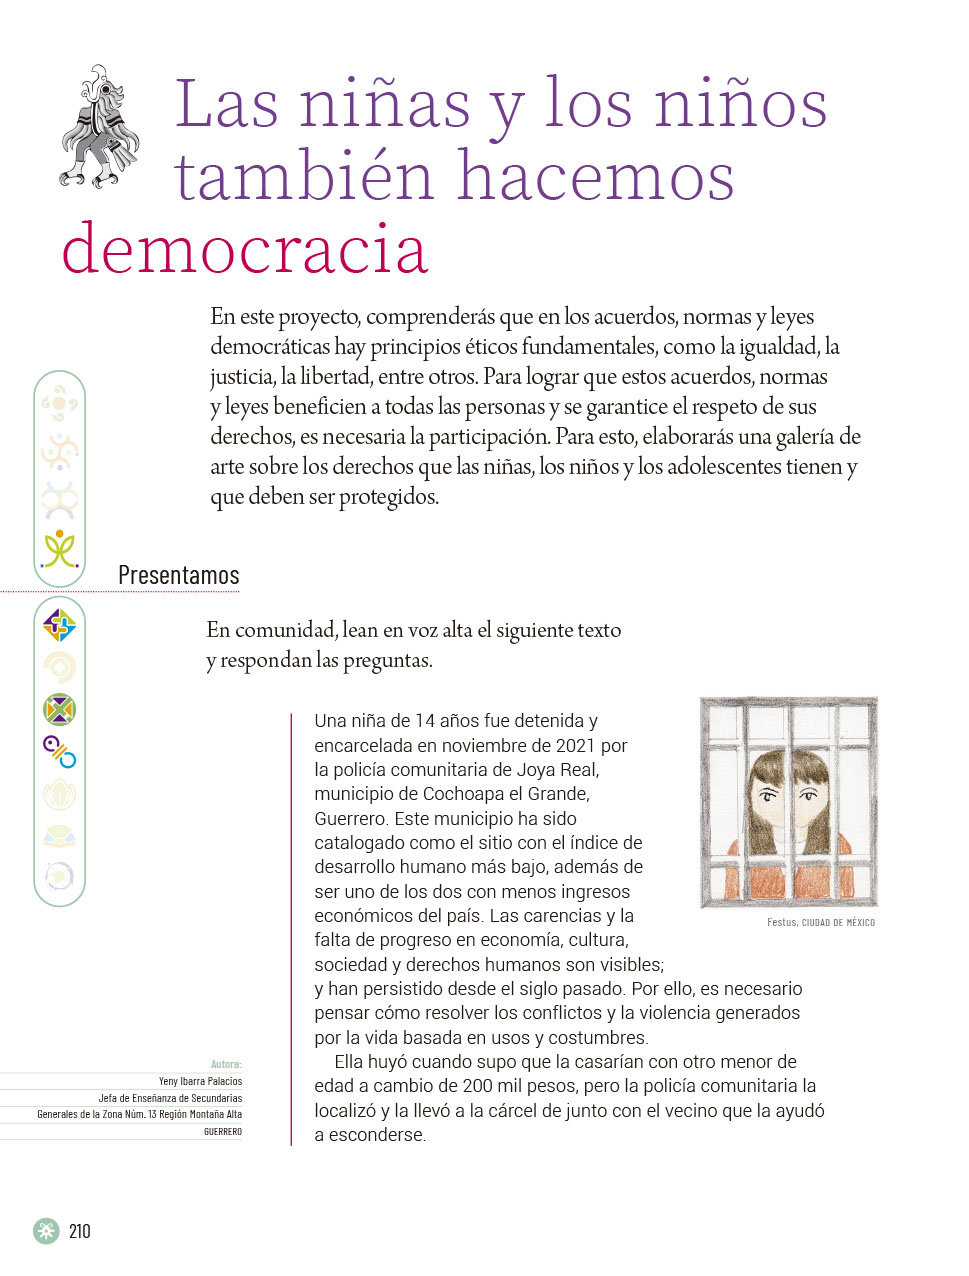 Las niñas y los niños
también hacemos
democracia
En este proyecto, comprenderás que en los acuerdos, normas y leyes
democráticas hay principios éticos fundamentales, como la igualdad, la
justicia, la libertad, entre otros. Para lograr que estos acuerdos, normas
y leyes beneficien a todas las personas y se garantice el respeto de sus
derechos, es necesaria la participación. Para esto, elaborarás una galería de
arte sobre los derechos que las niñas, los niños y los adolescentes tienen y
que deben ser protegidos.
Presentamos
En comunidad, lean en voz alta el siguiente texto
y respondan las preguntas.
Una niña de 14 años fue detenida y
encarcelada en noviembre de 2021 por
la policía comunitaria de Joya Real,
municipio de Cochoapa el Grande,
Guerrero. Este municipio ha sido
catalogado como el sitio con el índice de
desarrollo humano más bajo, además de
ser uno de los dos con menos ingresos
económicos del país. Las carencias y la
falta de progreso en economía, cultura,
sociedad y derechos humanos son visibles;
y han persistido desde el siglo pasado. Por ello, es necesario
pensar cómo resolver los conflictos y la violencia generados
por la vida basada en usos y costumbres.
Ella huyó cuando supo que la casarían con otro menor de
edad a cambio de 200 mil pesos, pero la policía comunitaria la
localizó y la llevó a la cárcel de junto con el vecino que la ayudó
a esconderse.
Festus, CIUDAD DE MÉXICO
Autora:
Yeny Ibarra Palacios
Jefa de Enseñanza de Secundarias
Generales de la Zona Núm. 13 Región Montaña Alta
GUERRERO
210